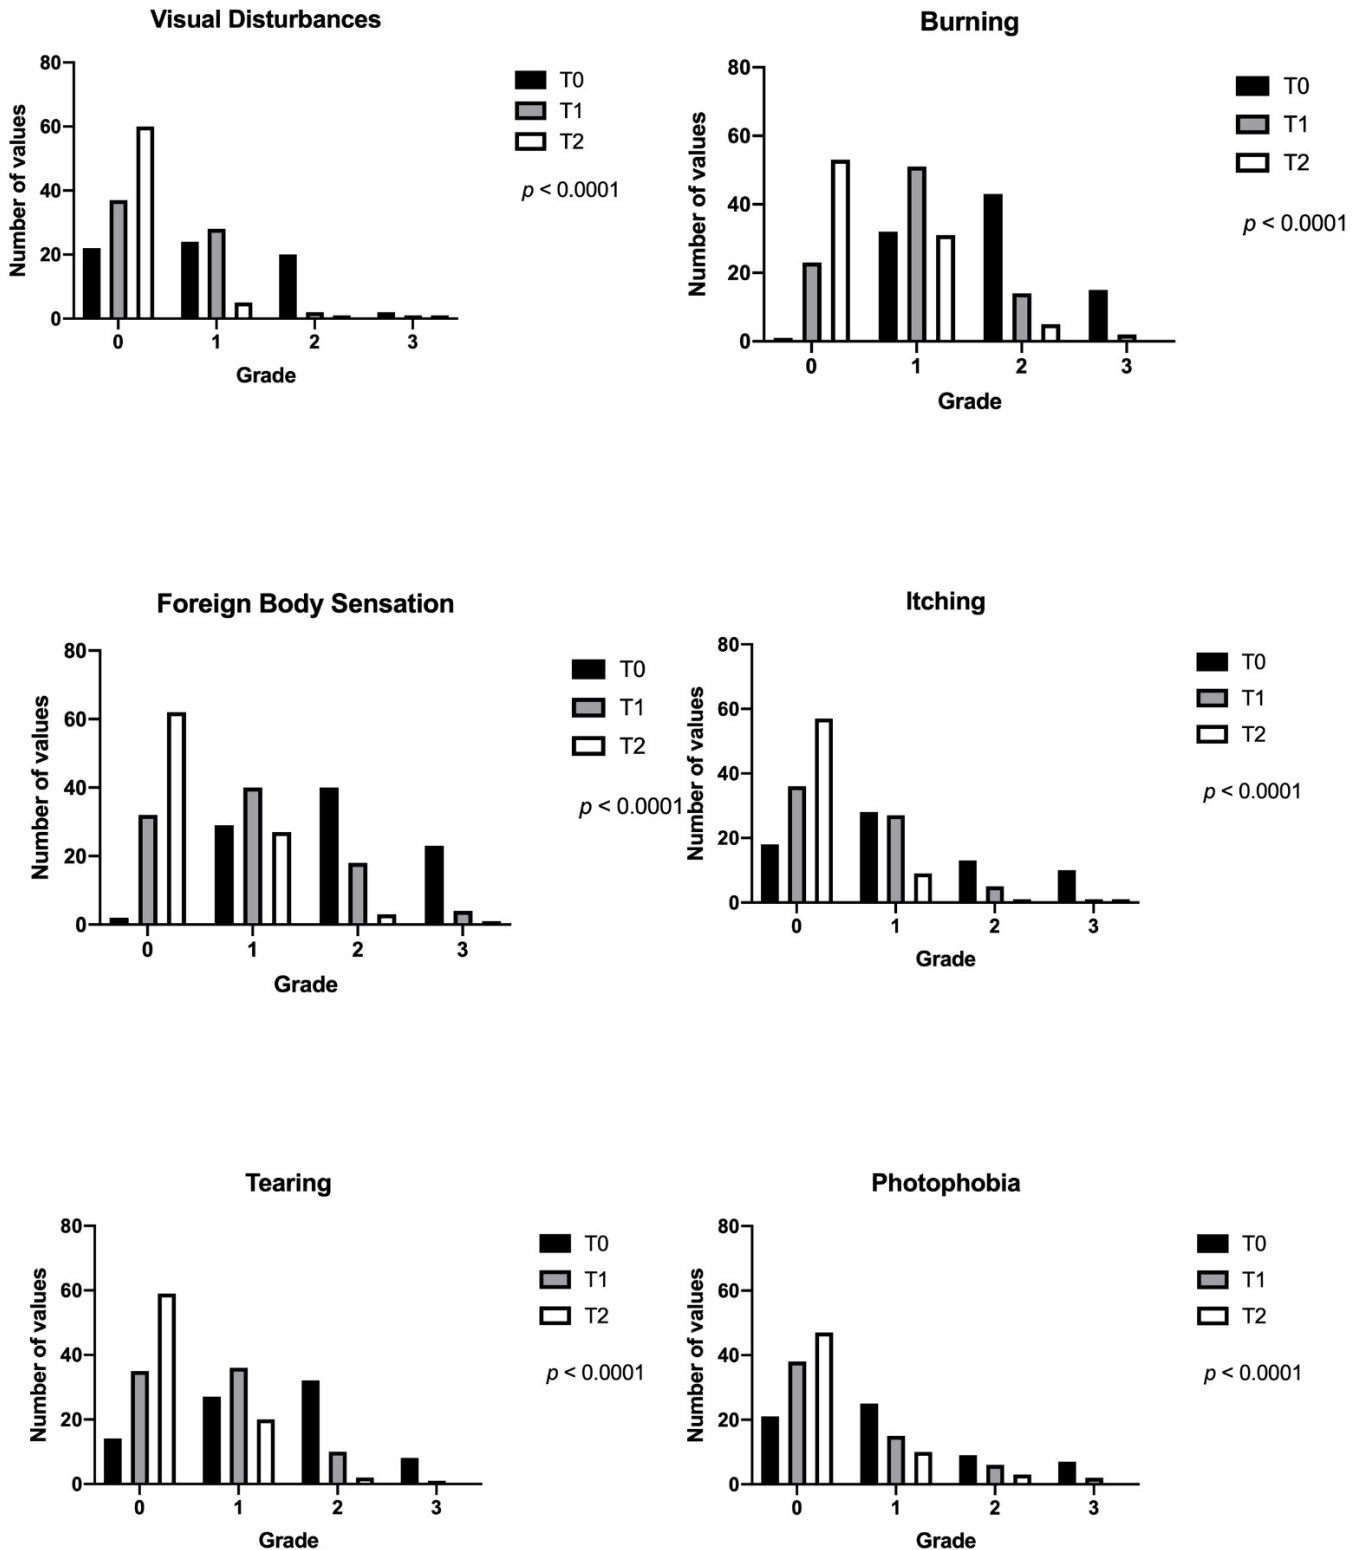 Visual Disturbances
80
60
40
20
0
Number of values
0 1 2 3
Grade
T0
T1
T2
p < 0.0001
Burning
80
60
40
20
0
Number of values
0 1 2 3
Grade
T0
T1
T2
p < 0.0001
Foreign Body Sensation
80
60
40
20
0
Number of values
0 1 2 3
Grade
T0
T1
T2
p < 0.0001
Itching
80
60
40
20
0
Number of values
0 1 2 3
Grade
T0
T1
T2
p < 0.0001
Tearing
80
60
40
20
0
Number of values
0 1 2 3
Grade
T0
T1
T2
p < 0.0001
Photophobia
80
60
40
20
0
Number of values
0 1 2 3
Grade
T0
T1
T2
p < 0.0001